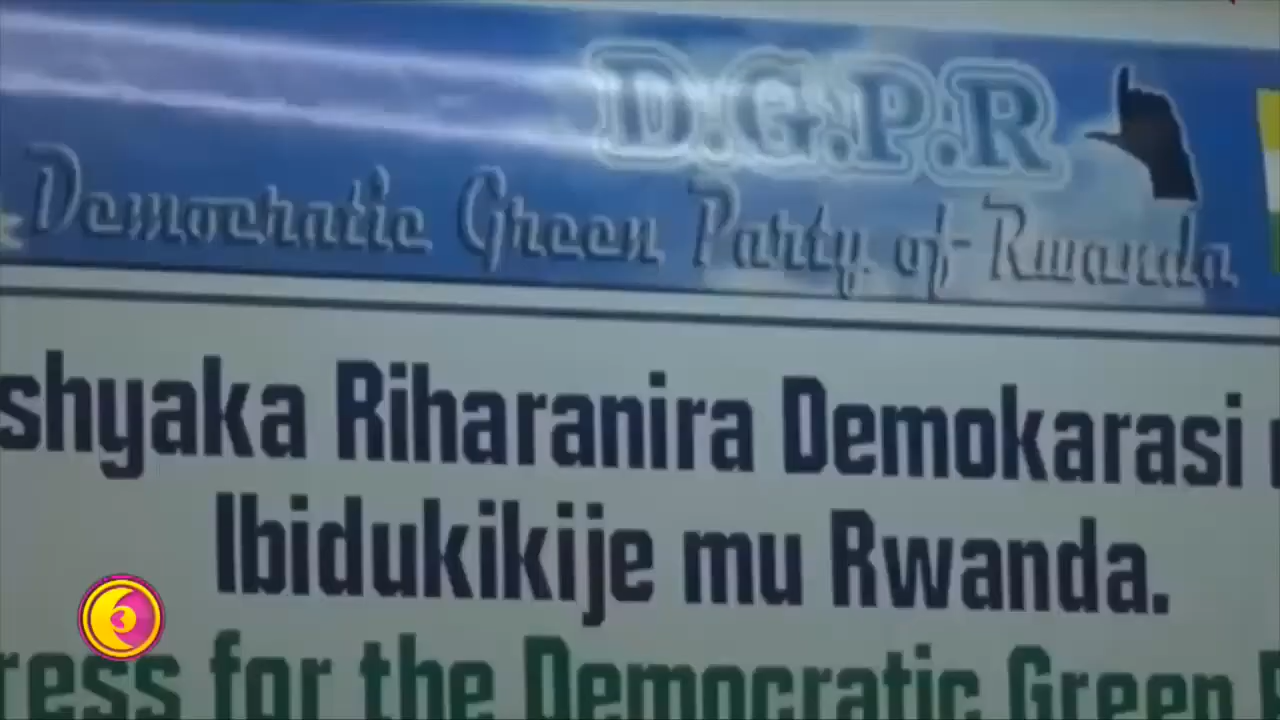 D.G.P.R
Democratic Green Party of Rwanda
shyaka Riharanira Demokarasi
Ibidukikije mu Rwanda.
ress for the Democratic Green